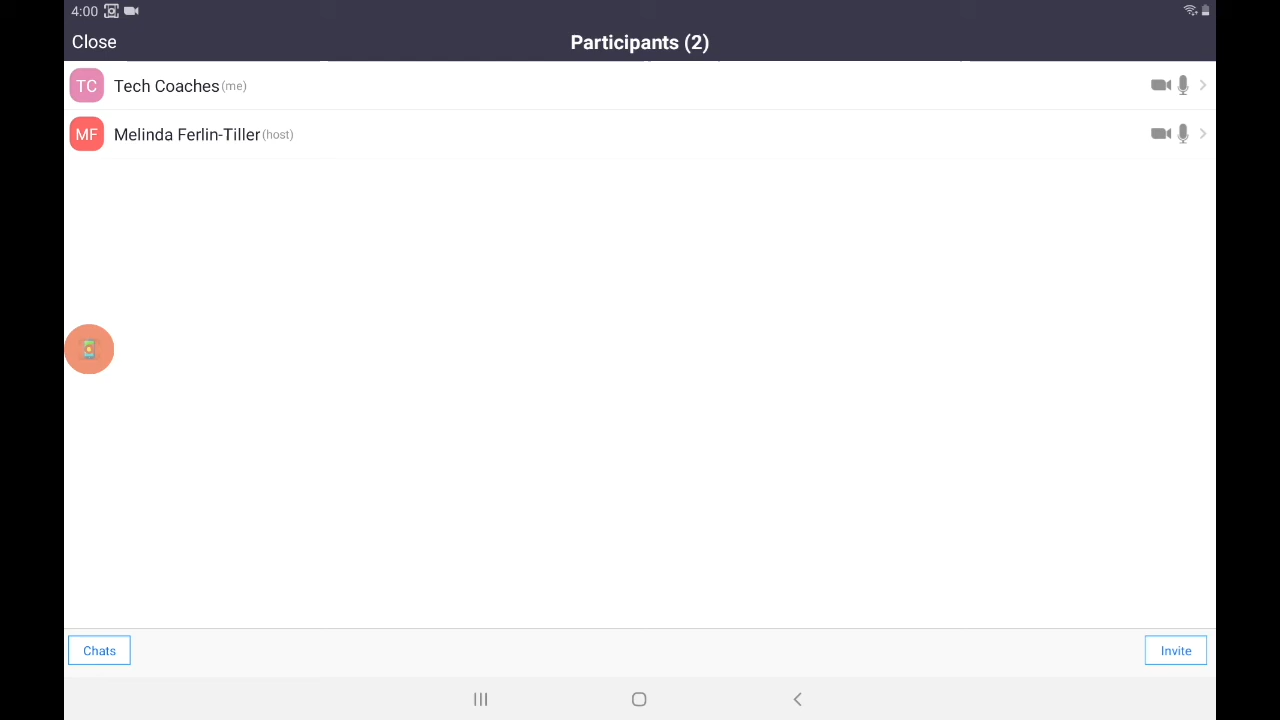 4:00
Close
Participants (2)
TC Tech Coaches(me)
MF Melinda Ferlin-Tiller(host)
Chats
Invite